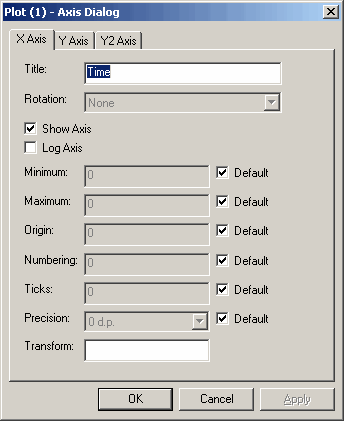 Plot (1) - Axis Dialog
X Axis Y Axis Y2 Axis
Title: Time
Rotation: None
Show Axis
Log Axis
Minimum: 0 Default
Maximum: 0 Default
Origin: 0 Default
Numbering: 0 Default
Ticks: 0 Default
Precision: 0 d.p. Default
Transform:
OK Cancel Apply